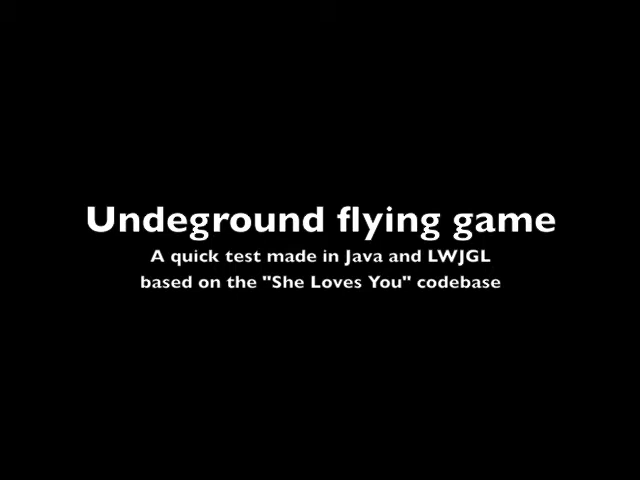 Undeground flying game
A quick test made in Java and LWJGL
based on the "She Loves You" codebase